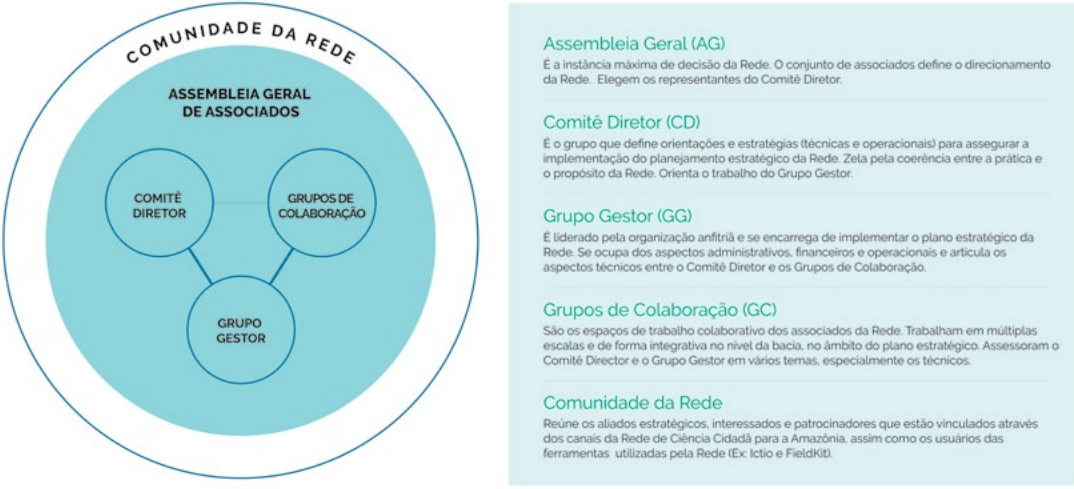 COMUNIDADE DA REDE
ASSEMBLEIA GERAL
DE ASSOCIADOS
COMITÊ
DIRETOR
GRUPOS DE
COLABORAÇÃO
GRUPO
GESTOR
Assembleia Geral (AG)
É a instância máxima de decisão da Rede. O conjunto de associados define o direcionamento
da Rede. Elegem os representantes do Comitê Diretor.
Comitê Diretor (CD)
É o grupo que define orientações e estratégias (técnicas e operacionais) para assegurar a
implementação do planejamento estratégico da Rede. Zela pela coerência entre a prática e
o propósito da Rede. Orienta o trabalho do Grupo Gestor.
Grupo Gestor (GG)
É liderado pela organização anfitriã e se encarrega de implementar o plano estratégico da
Rede. Se ocupa dos aspectos administrativos, financeiros e operacionais e articula os
aspectos técnicos entre o Comitê Diretor e os Grupos de Colaboração.
Grupos de Colaboração (GC)
São os espaços de trabalho colaborativo dos associados da Rede. Trabalham em múltiplas
escalas e de forma integrativa no nível da bacia, no âmbito do plano estratégico. Assessoram o
Comitê Director e o Grupo Gestor em vários temas, especialmente os técnicos.
Comunidade da Rede
Reúne os aliados estratégicos, interessados e patrocinadores que estão vinculados através
dos canais da Rede de Ciência Cidadã para a Amazônia, assim como os usuários das
ferramentas utilizadas pela Rede (Ex: Ictio e FieldKit).